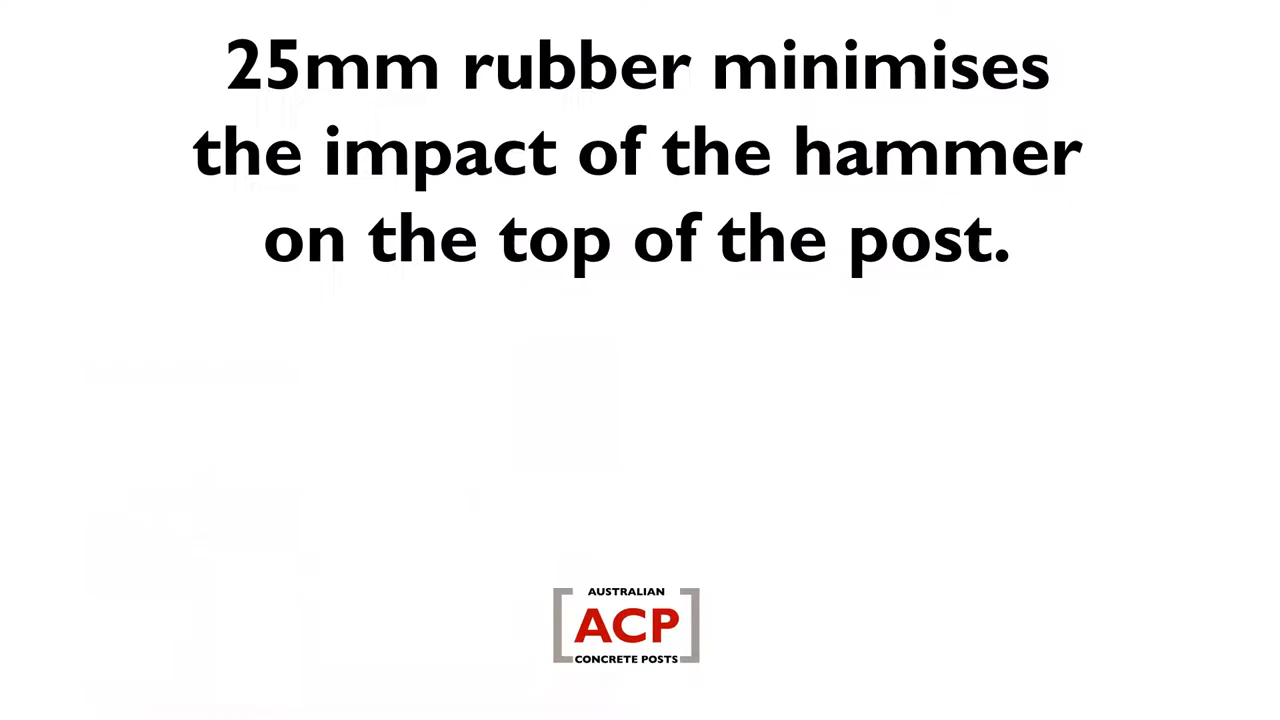 25mm rubber minimises
the impact of the hammer
on the top of the post.
AUSTRALIAN
ACP
CONCRETE POSTS